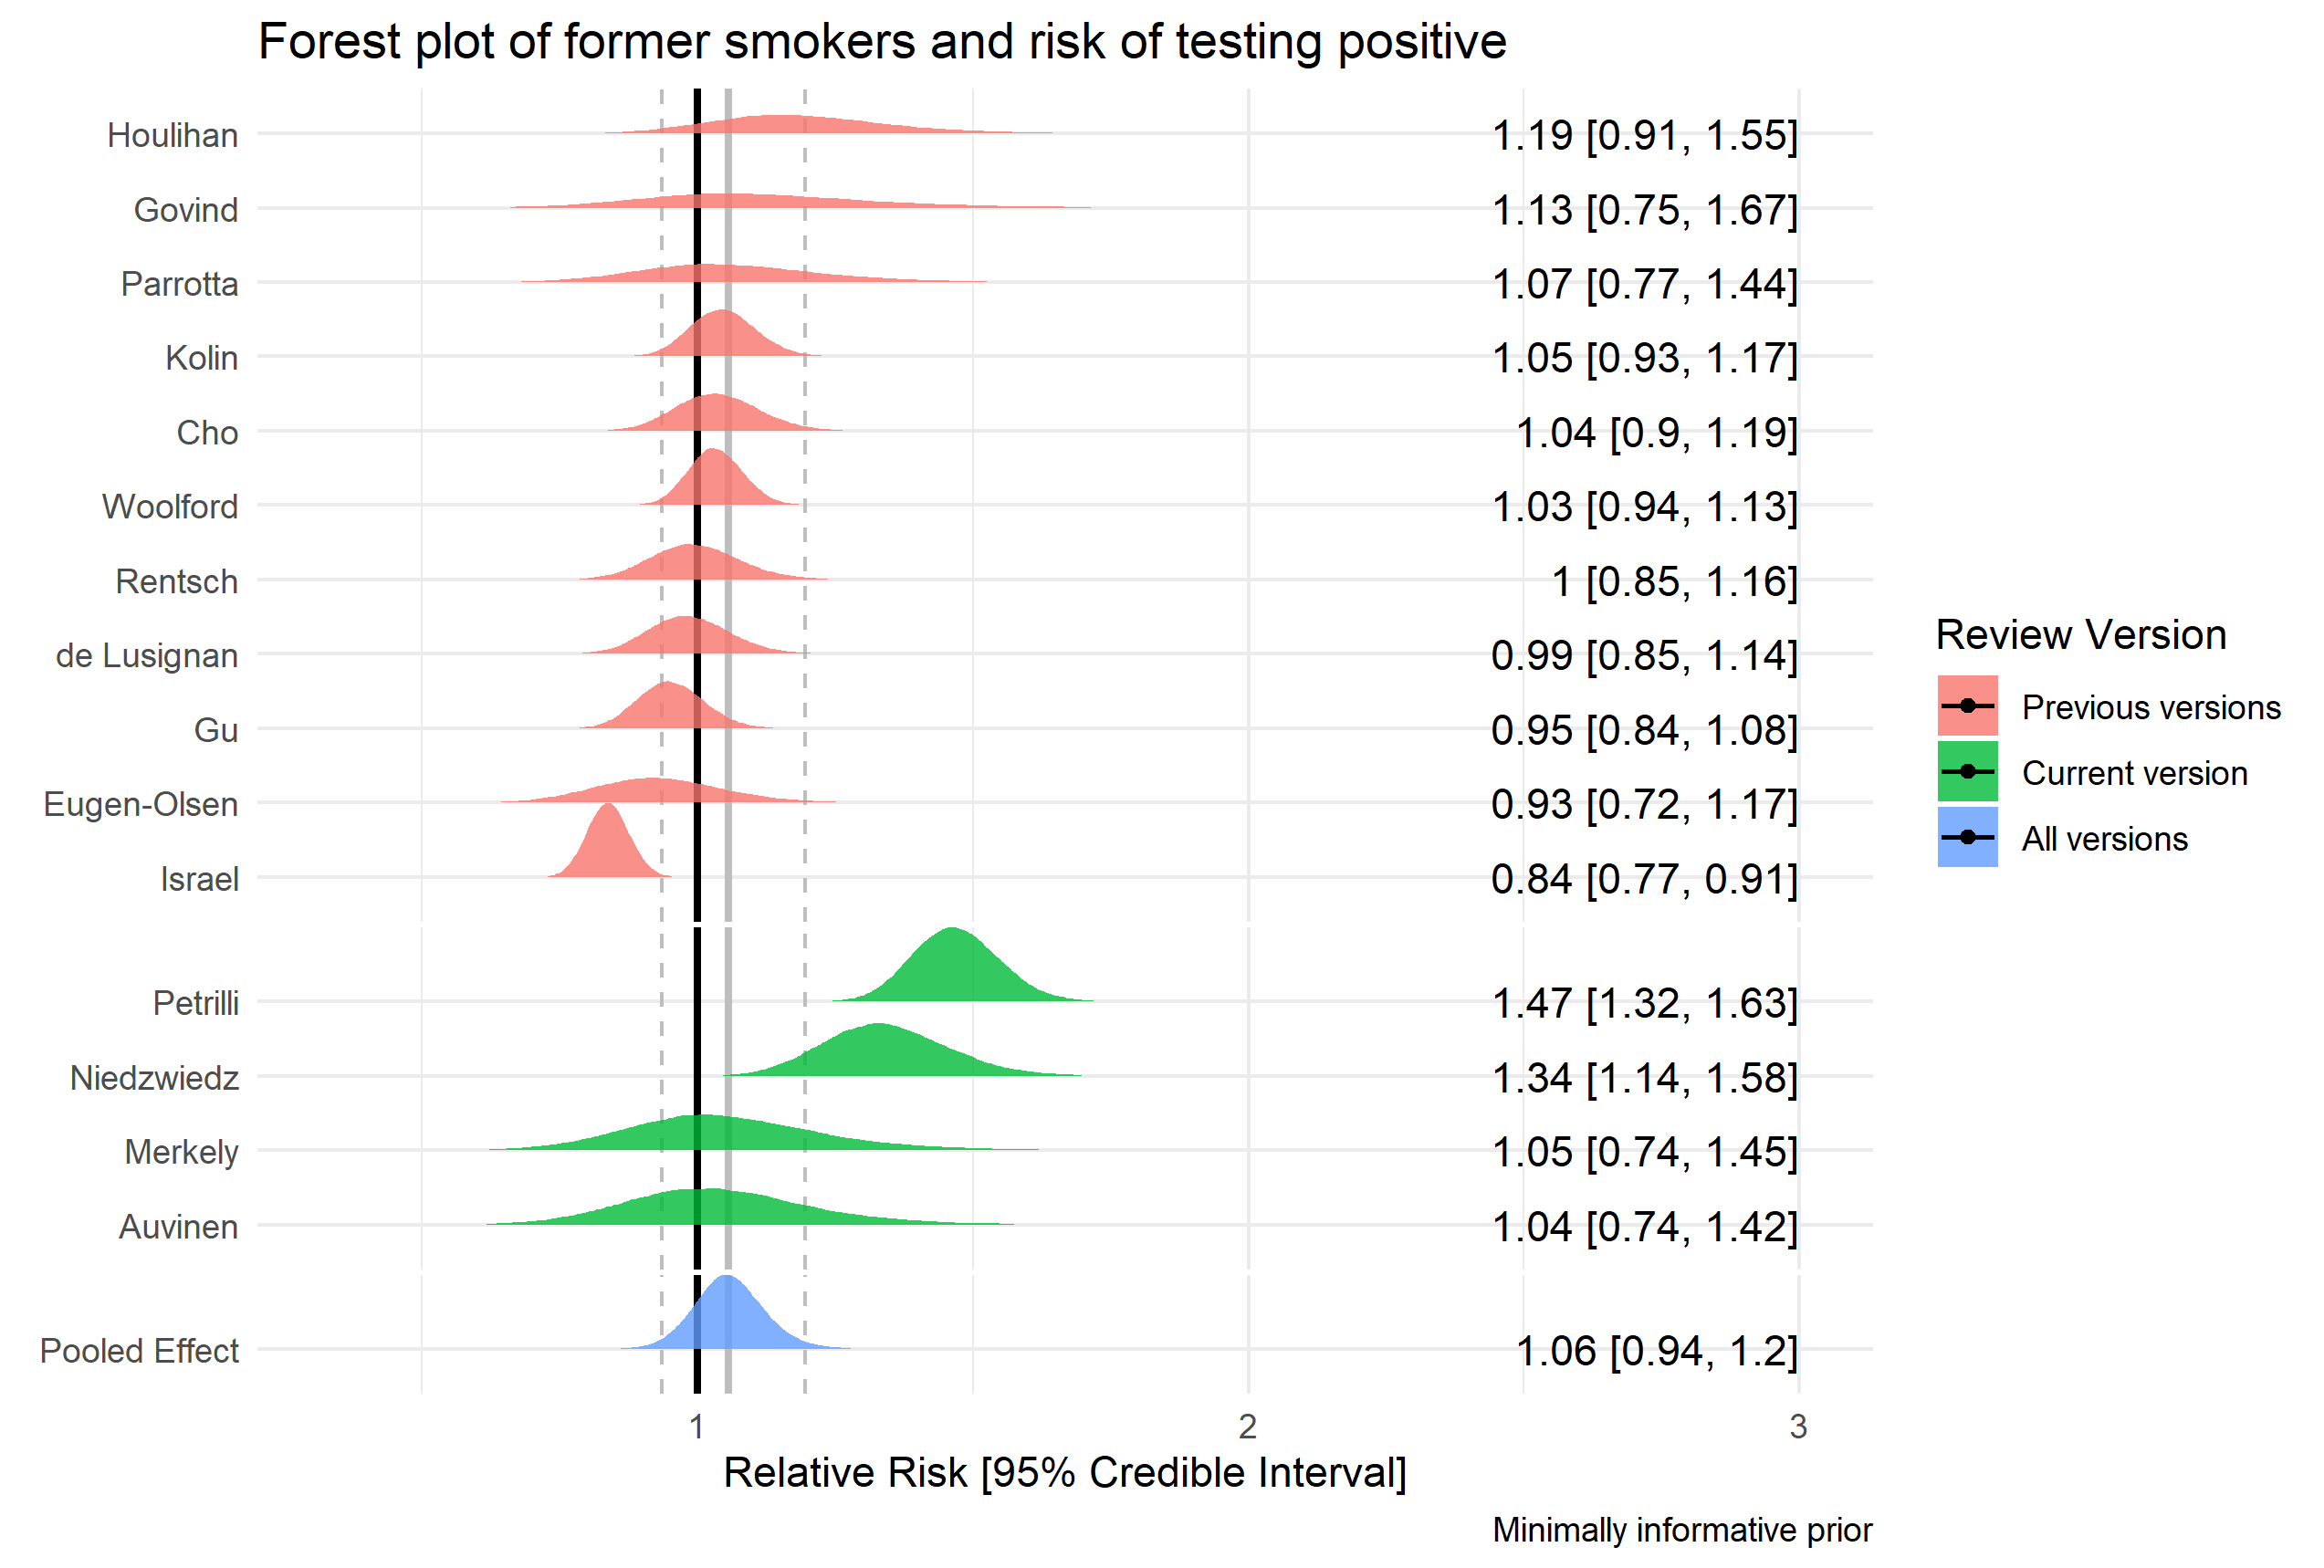 Forest plot of former smokers and risk of testing positive
Houlihan 1.19 [0.91, 1.55]
Govind 1.13 [0.75, 1.67]
Parrotta 1.07 [0.77, 1.44]
Kolin 1.05 [0.93, 1.17]
Cho 1.04 [0.9, 1.19]
Woolford 1.03 [0.94, 1.13]
Rentsch 1 [0.85, 1.16]
de Lusignan 0.99 [0.85, 1.14]
Gu 0.95 [0.84, 1.08]
Eugen-Olsen 0.93 [0.72, 1.17]
Israel 0.84 [0.77, 0.91]
Petrilli 1.47 [1.32, 1.63]
Niedzwiedz 1.34 [1.14, 1.58]
Merkely 1.05 [0.74, 1.45]
Auvinen 1.04 [0.74, 1.42]
Pooled Effect 1.06 [0.94, 1.2]
1 2 3
Relative Risk [95% Credible Interval]
Minimally informative prior
Review Version
Previous versions
Current version
All versions